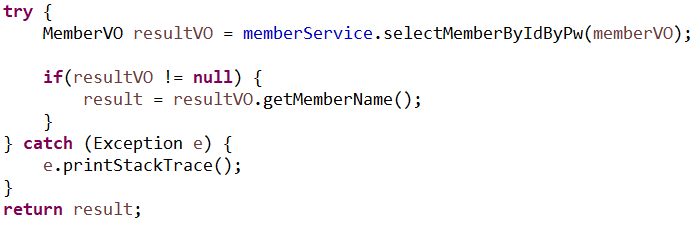 try {
    MemberVO resultVO = memberService.selectMemberByIdByPw(memberVO);

    if(resultVO != null) {
        result = resultVO.getMemberName();
    }
} catch (Exception e) {
    e.printStackTrace();
}
return result;